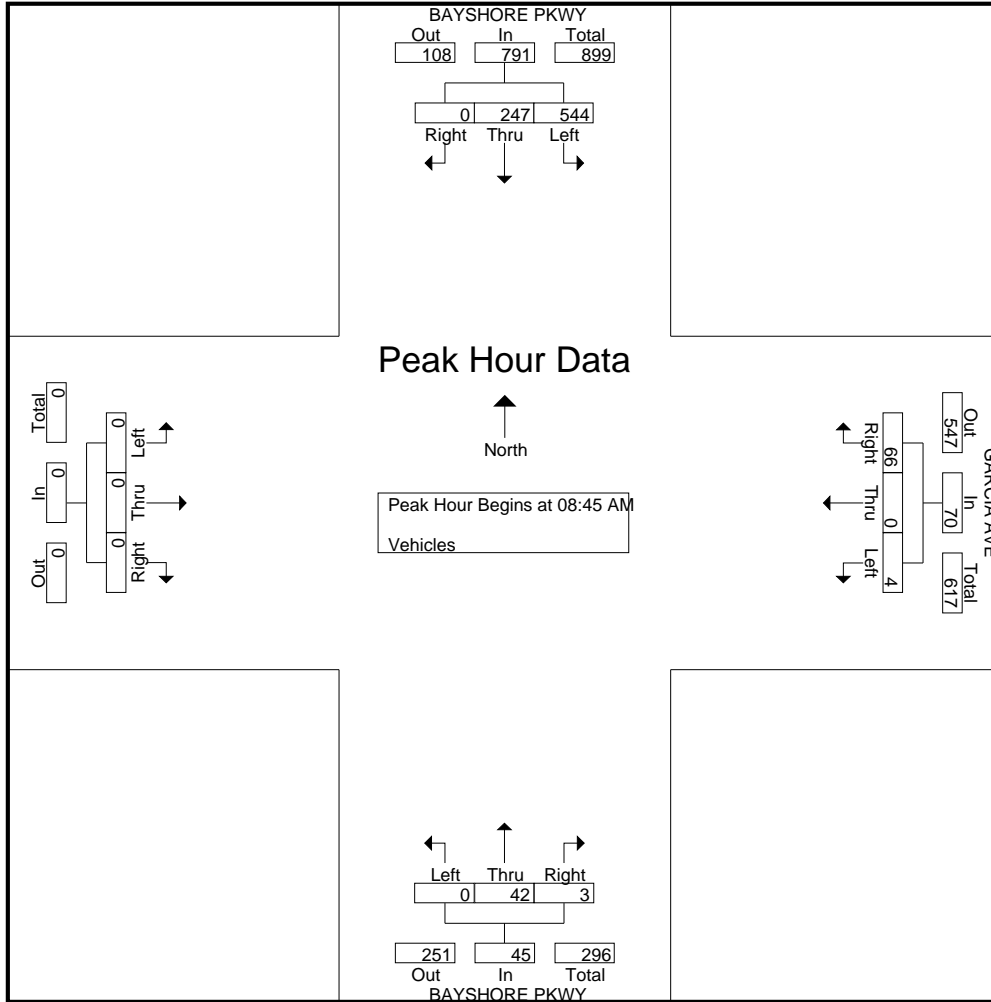 BAYSHORE PKWY
Out In Total
108 791 899
0 247 544
Right Thru Left
Peak Hour Data
North
Peak Hour Begins at 08:45 AM
Vehicles
Total In Out
0 0 0
0 0 0
Left Thru Right
Right Thru Left
66 0 4
547 70 617
Out In Total
GARCIA AVE
Left Thru Right
0 42 3
251 45 296
Out In Total
BAYSHORE PKWY